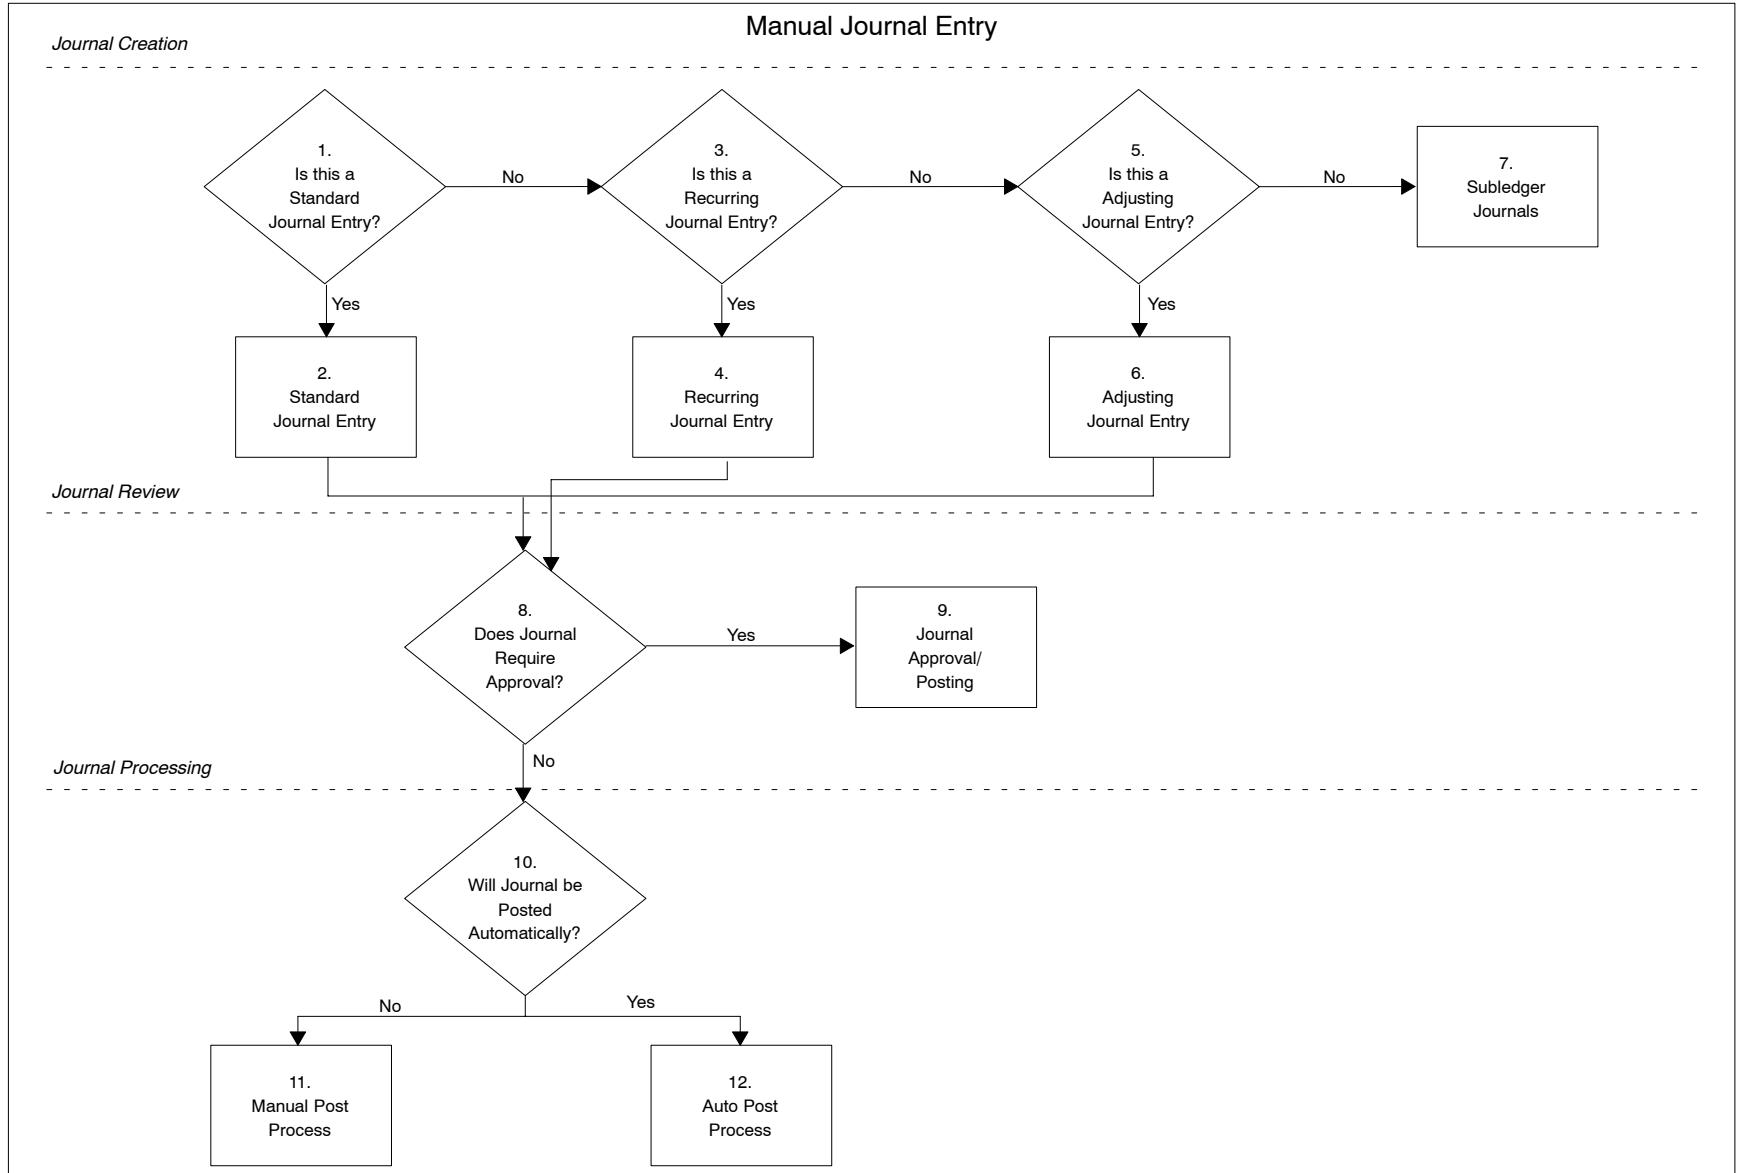 Manual Journal Entry
Journal Creation
1.
Is this a
Standard
Journal Entry?
No
3.
Is this a
Recurring
Journal Entry?
No
5.
Is this a
Adjusting
Journal Entry?
No
7.
Subledger
Journals
Yes
Yes
Yes
2.
Standard
Journal Entry
4.
Recurring
Journal Entry
6.
Adjusting
Journal Entry
Journal Review
8.
Does Journal
Require
Approval?
Yes
9.
Journal
Approval/
Posting
No
Journal Processing
10.
Will Journal be
Posted
Automatically?
No
Yes
11.
Manual Post
Process
12.
Auto Post
Process